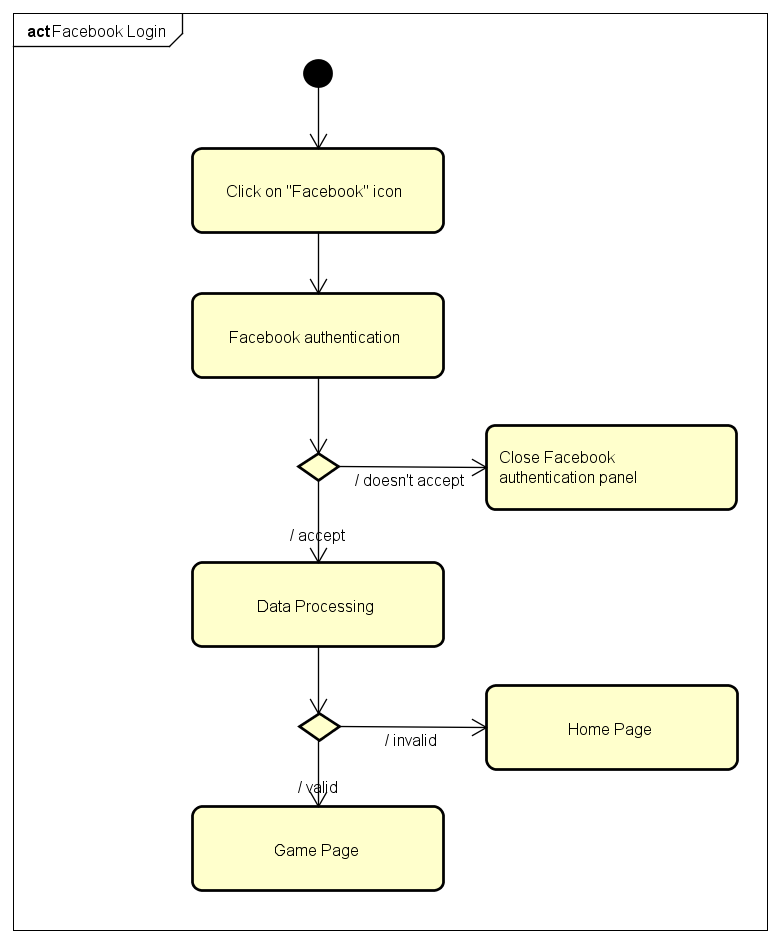 act Facebook Login
Click on "Facebook" icon
Facebook authentication
Close Facebook
authentication panel
/ doesn't accept
/ accept
Data Processing
Home Page
/ invalid
/ valid
Game Page